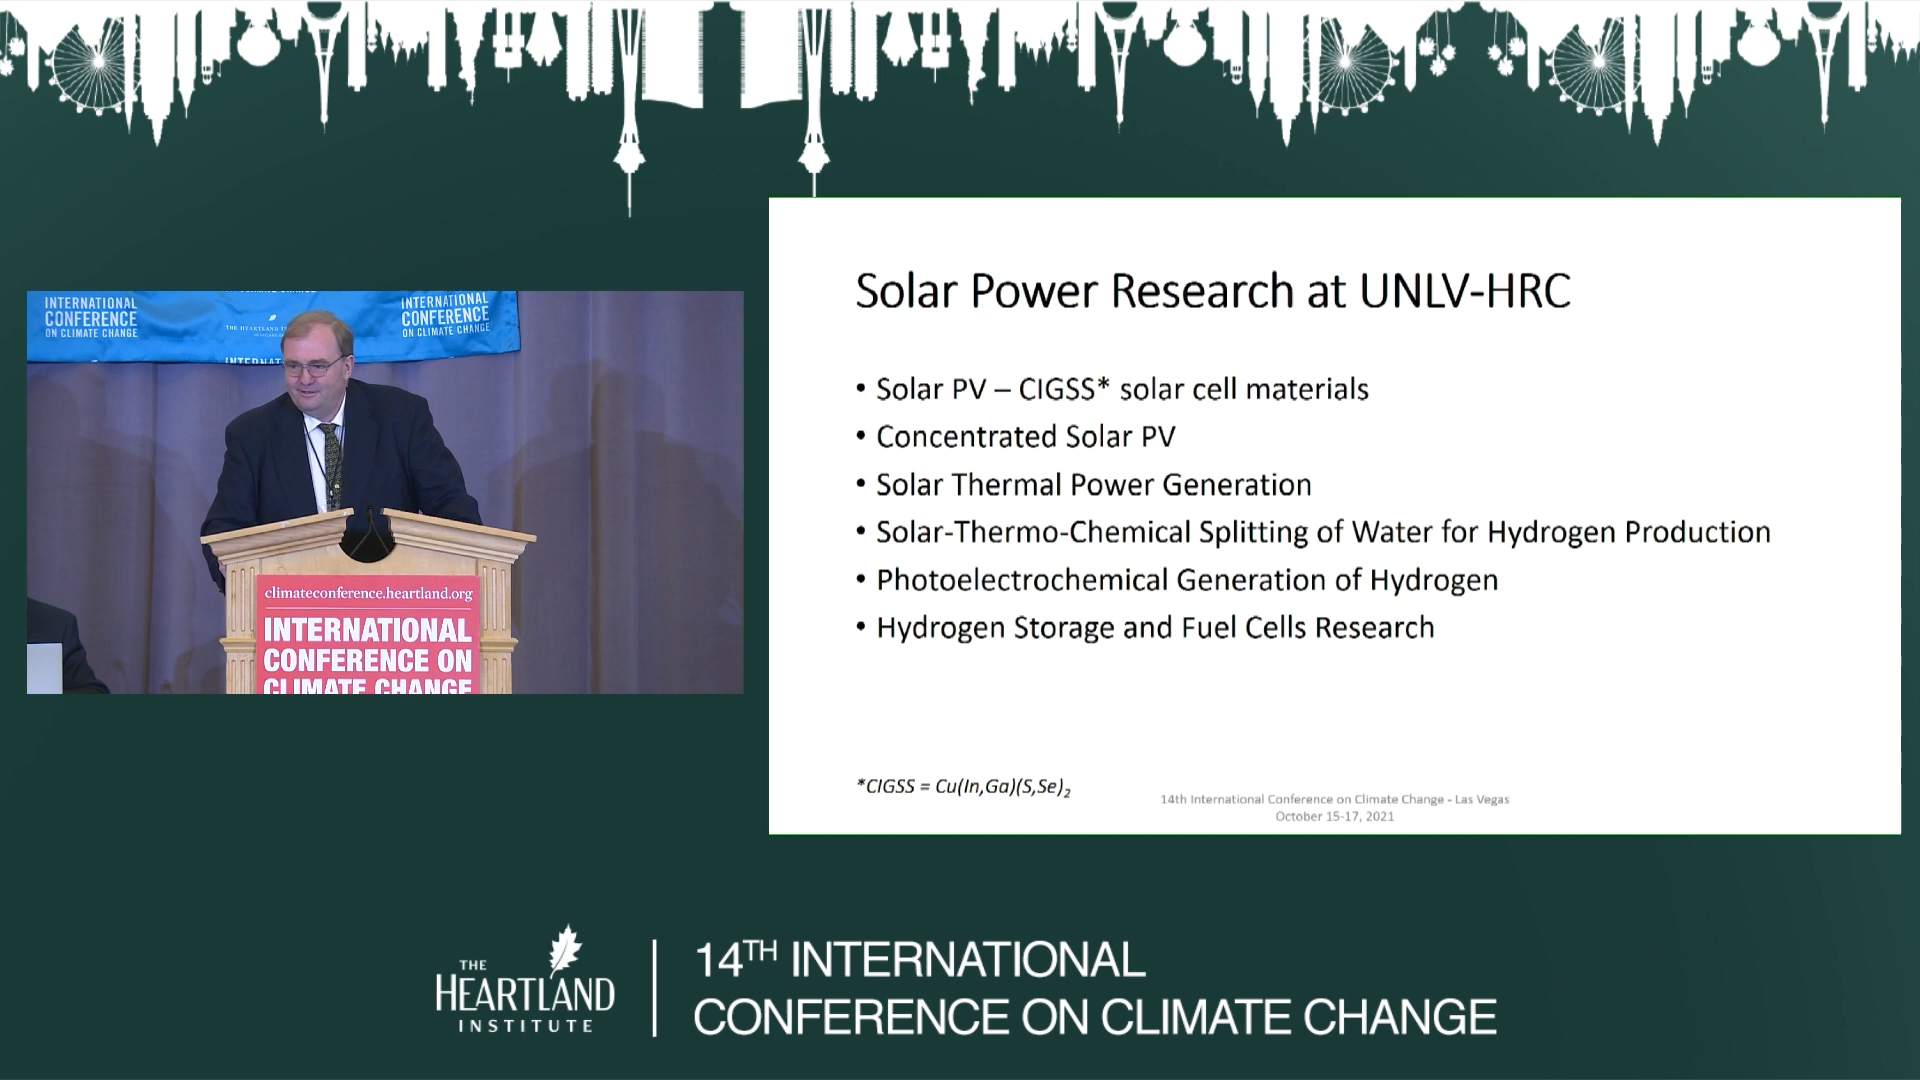 INTERNATIONAL
CONFERENCE
ON CLIMATE CHANGE
INTERNATIONAL
CONFERENCE
ON CLIMATE CHANGE
climateconference.heartland.org
INTERNATIONAL
CONFERENCE ON
CLIMATE CHANGE
Solar Power Research at UNLV-HRC
• Solar PV – CIGSS* solar cell materials
• Concentrated Solar PV
• Solar Thermal Power Generation
• Solar-Thermo-Chemical Splitting of Water for Hydrogen Production
• Photoelectrochemical Generation of Hydrogen
• Hydrogen Storage and Fuel Cells Research
*CIGSS = Cu(In,Ga)(S,Se)2
14th International Conference on Climate Change - Las Vegas
October 15-17, 2021
THE
HEARTLAND
INSTITUTE
14TH INTERNATIONAL
CONFERENCE ON CLIMATE CHANGE